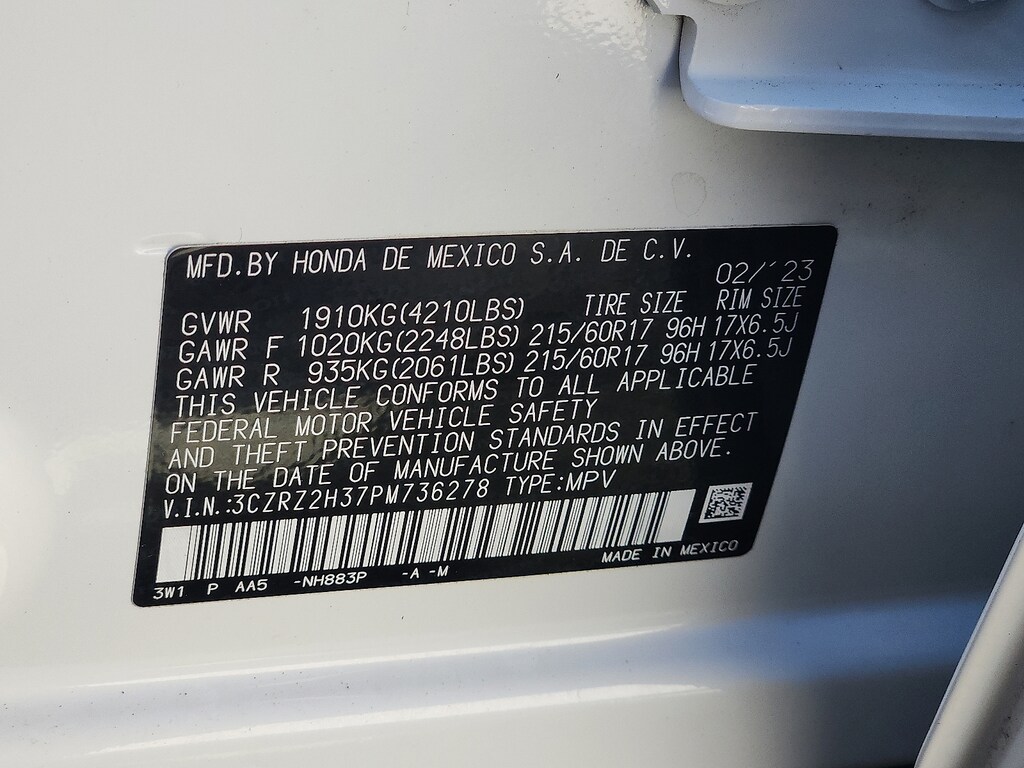 MFD.BY HONDA DE MEXICO S.A. DE C.V.
02/'23
TIRE SIZE RIM SIZE
GVWR 1910KG(4210LBS)
GAWR F 1020KG(2248LBS) 215/60R17 96H 17X6.5J
GAWR R 935KG(2061LBS) 215/60R17 96H 17X6.5J
THIS VEHICLE CONFORMS TO ALL APPLICABLE
FEDERAL MOTOR VEHICLE SAFETY
AND THEFT PREVENTION STANDARDS IN EFFECT
ON THE DATE OF MANUFACTURE SHOWN ABOVE.
V.I.N.:3CZRZ2H37PM736278 TYPE:MPV
MADE IN MEXICO
3W1 P AA5 -NH883P -A -M